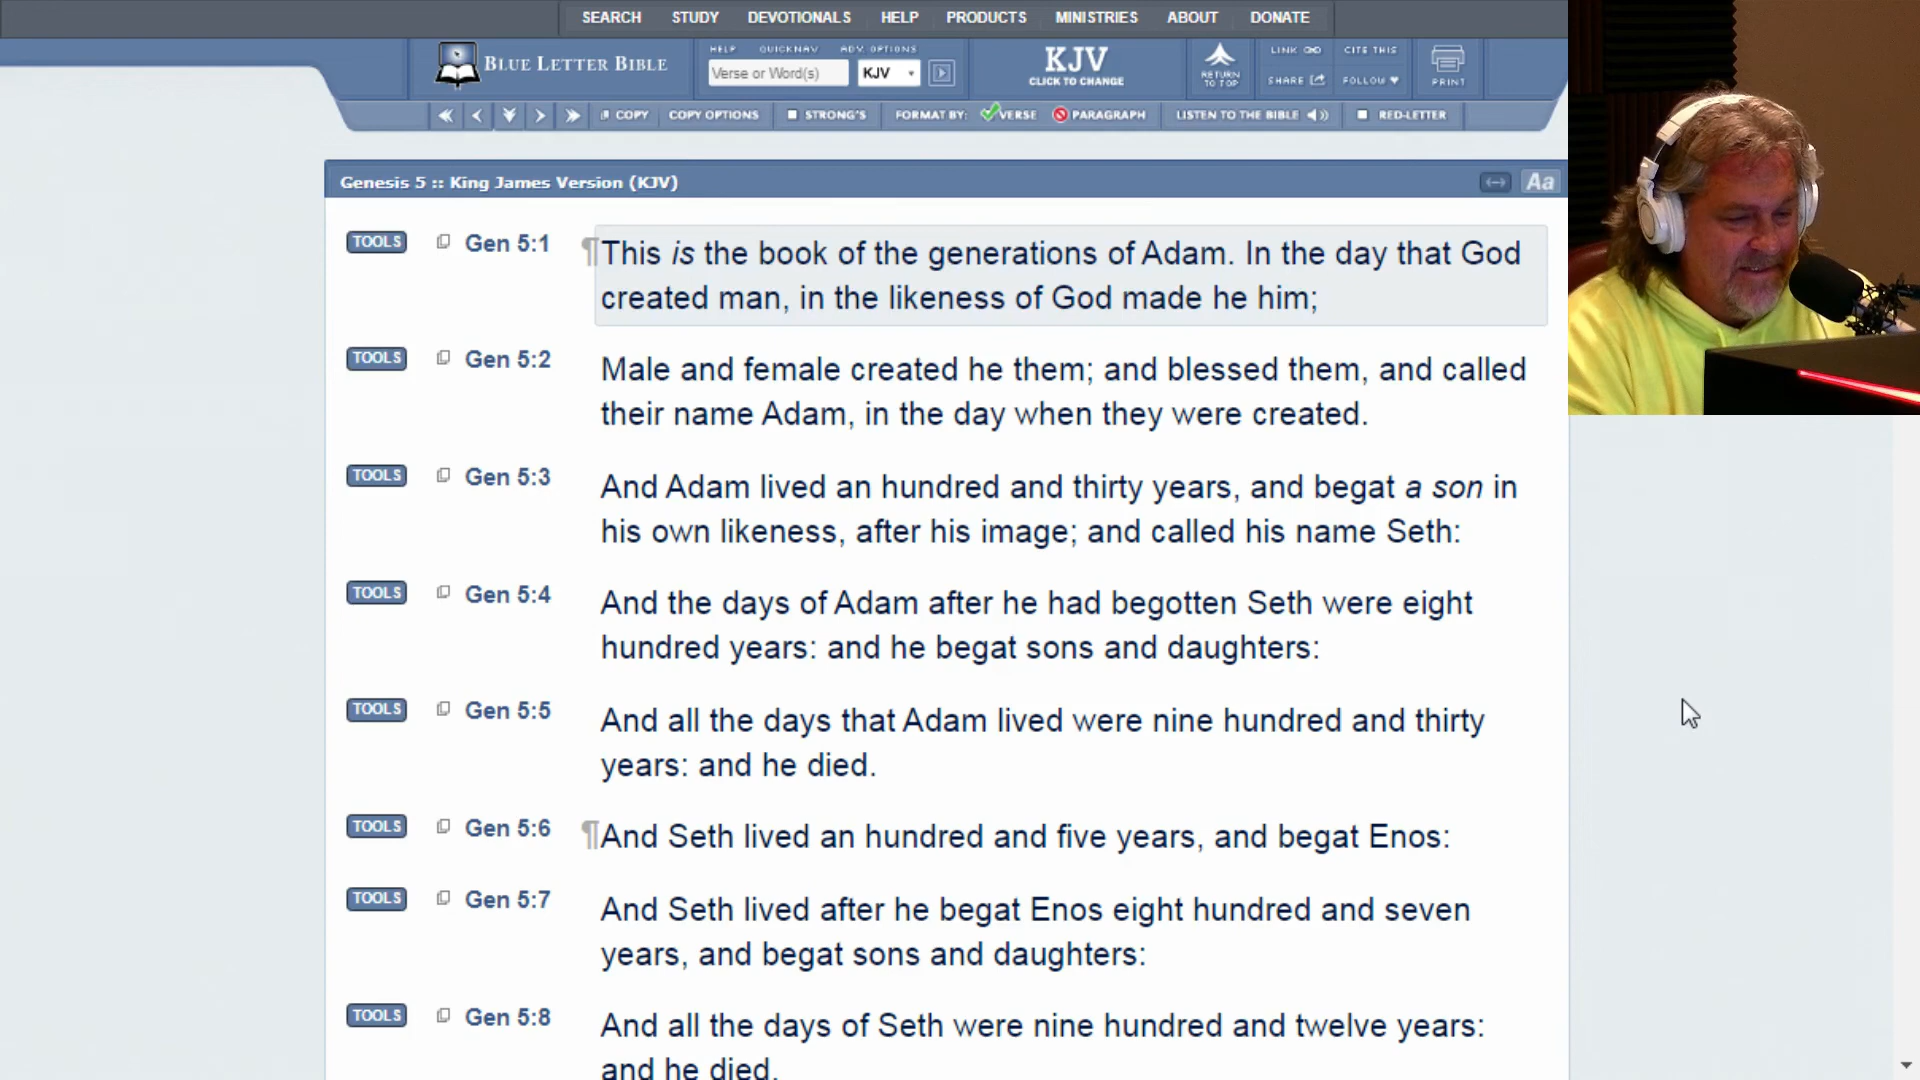 SEARCH STUDY DEVOTIONALS HELP PRODUCTS MINISTRIES ABOUT DONATE
BLUE LETTER BIBLE
HELP QUICKNAV ADV. OPTIONS
Verse or Word(s) KJV
KJV
CLICK TO CHANGE
RETURN
TO TOP
LINK CITE THIS
SHARE FOLLOW
PRINT
COPY COPY OPTIONS STRONG'S FORMAT BY: VERSE PARAGRAPH LISTEN TO THE BIBLE RED-LETTER
Genesis 5 :: King James Version (KJV) Aa
TOOLS Gen 5:1 ¶This is the book of the generations of Adam. In the day that God
created man, in the likeness of God made he him;
TOOLS Gen 5:2 Male and female created he them; and blessed them, and called
their name Adam, in the day when they were created.
TOOLS Gen 5:3 And Adam lived an hundred and thirty years, and begat a son in
his own likeness, after his image; and called his name Seth:
TOOLS Gen 5:4 And the days of Adam after he had begotten Seth were eight
hundred years: and he begat sons and daughters:
TOOLS Gen 5:5 And all the days that Adam lived were nine hundred and thirty
years: and he died.
TOOLS Gen 5:6 ¶And Seth lived an hundred and five years, and begat Enos:
TOOLS Gen 5:7 And Seth lived after he begat Enos eight hundred and seven
years, and begat sons and daughters:
TOOLS Gen 5:8 And all the days of Seth were nine hundred and twelve years:
and he died.